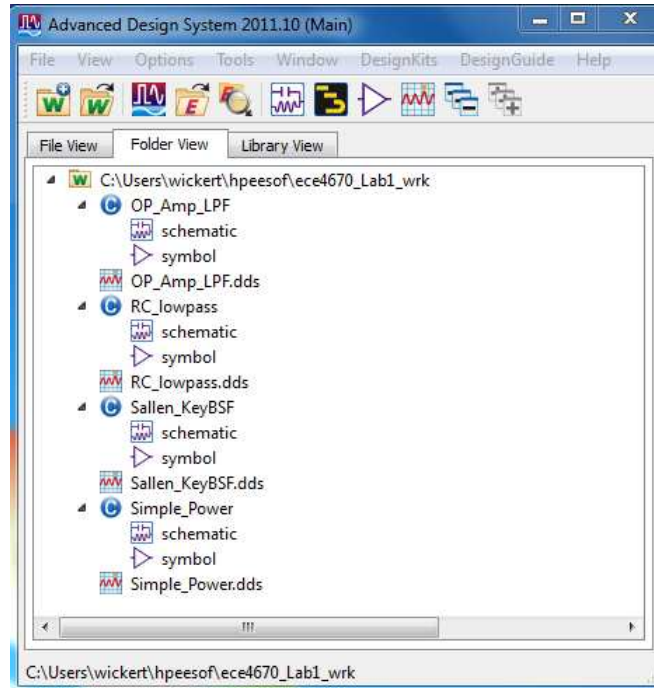 Advanced Design System 2011.10 (Main)
File View Options Tools Window DesignKits DesignGuide Help
File View Folder View Library View
C:\Users\wickert\hpeesof\ece4670_Lab1_wrk
OP_Amp_LPF
schematic
symbol
OP_Amp_LPF.dds
RC_lowpass
schematic
symbol
RC_lowpass.dds
Sallen_KeyBSF
schematic
symbol
Sallen_KeyBSF.dds
Simple_Power
schematic
symbol
Simple_Power.dds
C:\Users\wickert\hpeesof\ece4670_Lab1_wrk